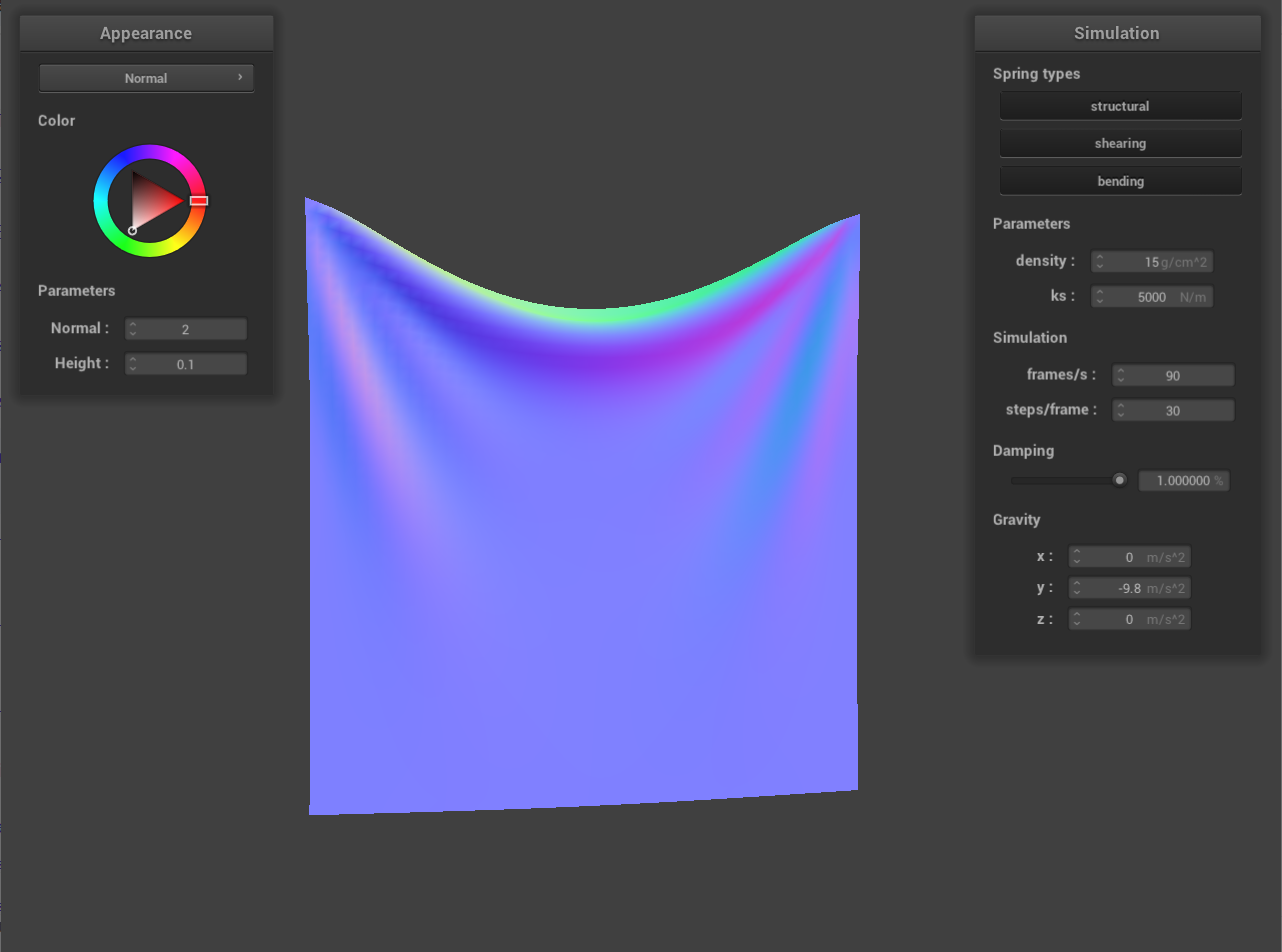 Appearance
Normal
Color
Parameters
Normal : 2
Height : 0.1
Simulation
Spring types
structural
shearing
bending
Parameters
density : 15 g/cm^2
ks : 5000 N/m
Simulation
frames/s : 90
steps/frame : 30
Damping
1.000000 %
Gravity
x : 0 m/s^2
y : -9.8 m/s^2
z : 0 m/s^2